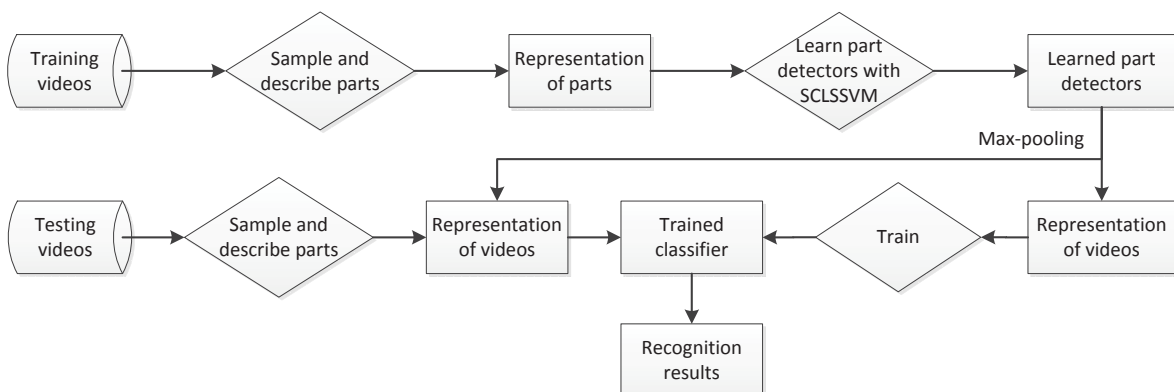 Training
videos
Sample and
describe parts
Representation
of parts
Learn part
detectors with
SCLSSVM
Learned part
detectors
Max-pooling
Testing
videos
Sample and
describe parts
Representation
of videos
Trained
classifier
Train
Representation
of videos
Recognition
results